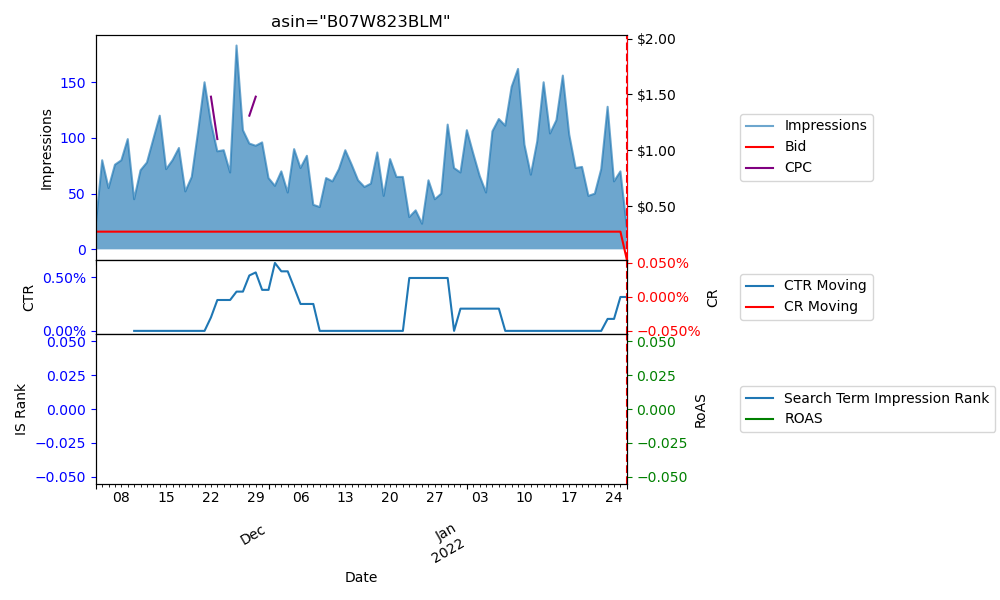 asin="B07W823BLM"
Impressions
150
100
50
0
$2.00
$1.50
$1.00
$0.50
Impressions
Bid
CPC
CTR
0.50%
0.00%
0.050%
0.000%
−0.050%
CR
CTR Moving
CR Moving
IS Rank
0.050
0.025
0.000
−0.025
−0.050
0.050
0.025
0.000
−0.025
−0.050
RoAS
Search Term Impression Rank
ROAS
08 15 22 29 06 13 20 27 03 10 17 24
Dec
Jan
2022
Date